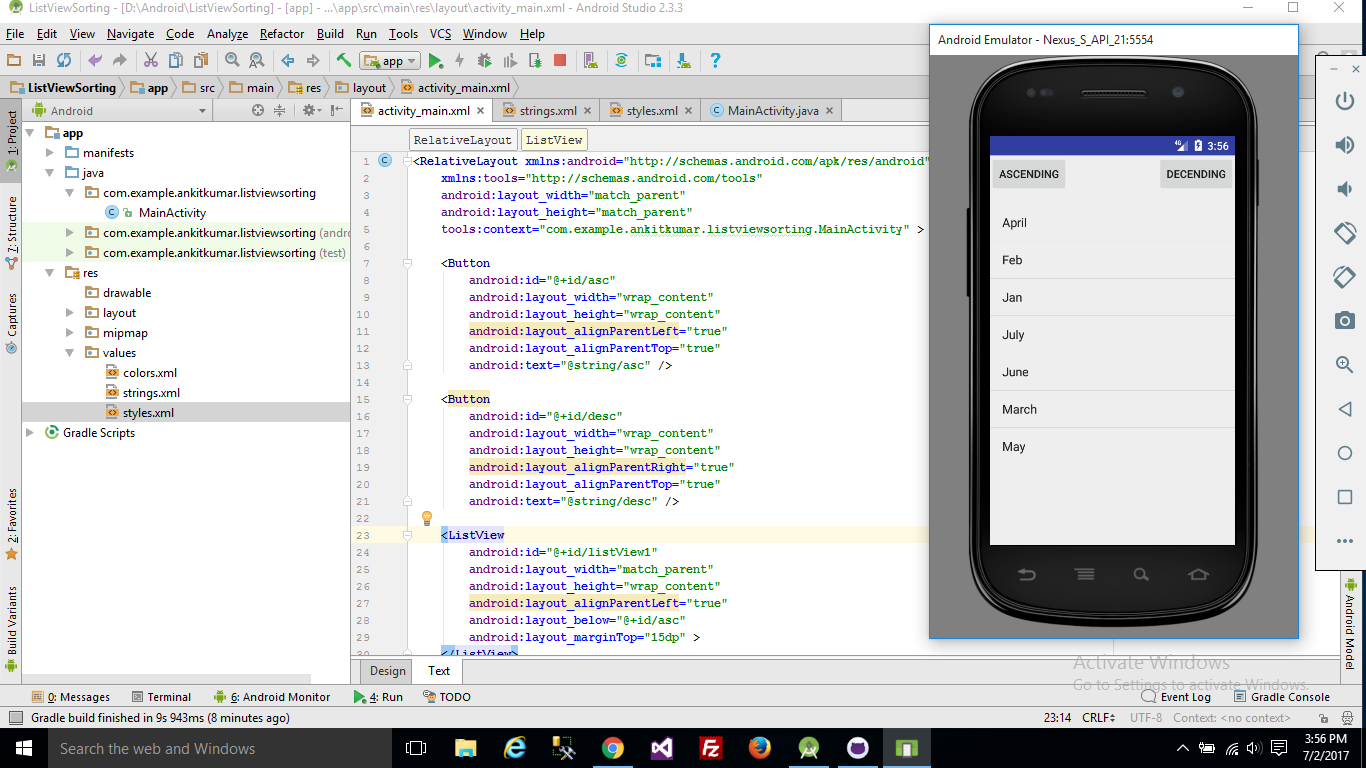 ListViewSorting - [D:\Android\ListViewSorting] - [app] - ...\app\src\main\res\layout\activity_main.xml - Android Studio 2.3.3
File Edit View Navigate Code Analyze Refactor Build Run Tools VCS Window Help
app
ListViewSorting app src main res layout activity_main.xml
Android
activity_main.xml strings.xml styles.xml MainActivity.java
1: Project
7: Structure
Captures
2: Favorites
Build Variants
app
manifests
java
com.example.ankitkumar.listviewsorting
MainActivity
com.example.ankitkumar.listviewsorting (andro
com.example.ankitkumar.listviewsorting (test)
res
drawable
layout
mipmap
values
colors.xml
strings.xml
styles.xml
Gradle Scripts
RelativeLayout ListView
1 <RelativeLayout xmlns:android="http://schemas.android.com/apk/res/android"
2 xmlns:tools="http://schemas.android.com/tools"
3 android:layout_width="match_parent"
4 android:layout_height="match_parent"
5 tools:context="com.example.ankitkumar.listviewsorting.MainActivity" >
6
7 <Button
8 android:id="@+id/asc"
9 android:layout_width="wrap_content"
10 android:layout_height="wrap_content"
11 android:layout_alignParentLeft="true"
12 android:layout_alignParentTop="true"
13 android:text="@string/asc" />
14
15 <Button
16 android:id="@+id/desc"
17 android:layout_width="wrap_content"
18 android:layout_height="wrap_content"
19 android:layout_alignParentRight="true"
20 android:layout_alignParentTop="true"
21 android:text="@string/desc" />
22
23 <ListView
24 android:id="@+id/listView1"
25 android:layout_width="match_parent"
26 android:layout_height="wrap_content"
27 android:layout_alignParentLeft="true"
28 android:layout_below="@+id/asc"
29 android:layout_marginTop="15dp" >
30 </ListView>
Design Text
Android Emulator - Nexus_S_API_21:5554
4G 3:56
ASCENDING DECENDING
April
Feb
Jan
July
June
March
May
Android Model
Activate Windows
Go to Settings to activate Windows.
0: Messages Terminal 6: Android Monitor 4: Run TODO Event Log Gradle Console
Gradle build finished in 9s 943ms (8 minutes ago) 23:14 CRLF UTF-8 Context: <no context>
Search the web and Windows
3:56 PM
7/2/2017